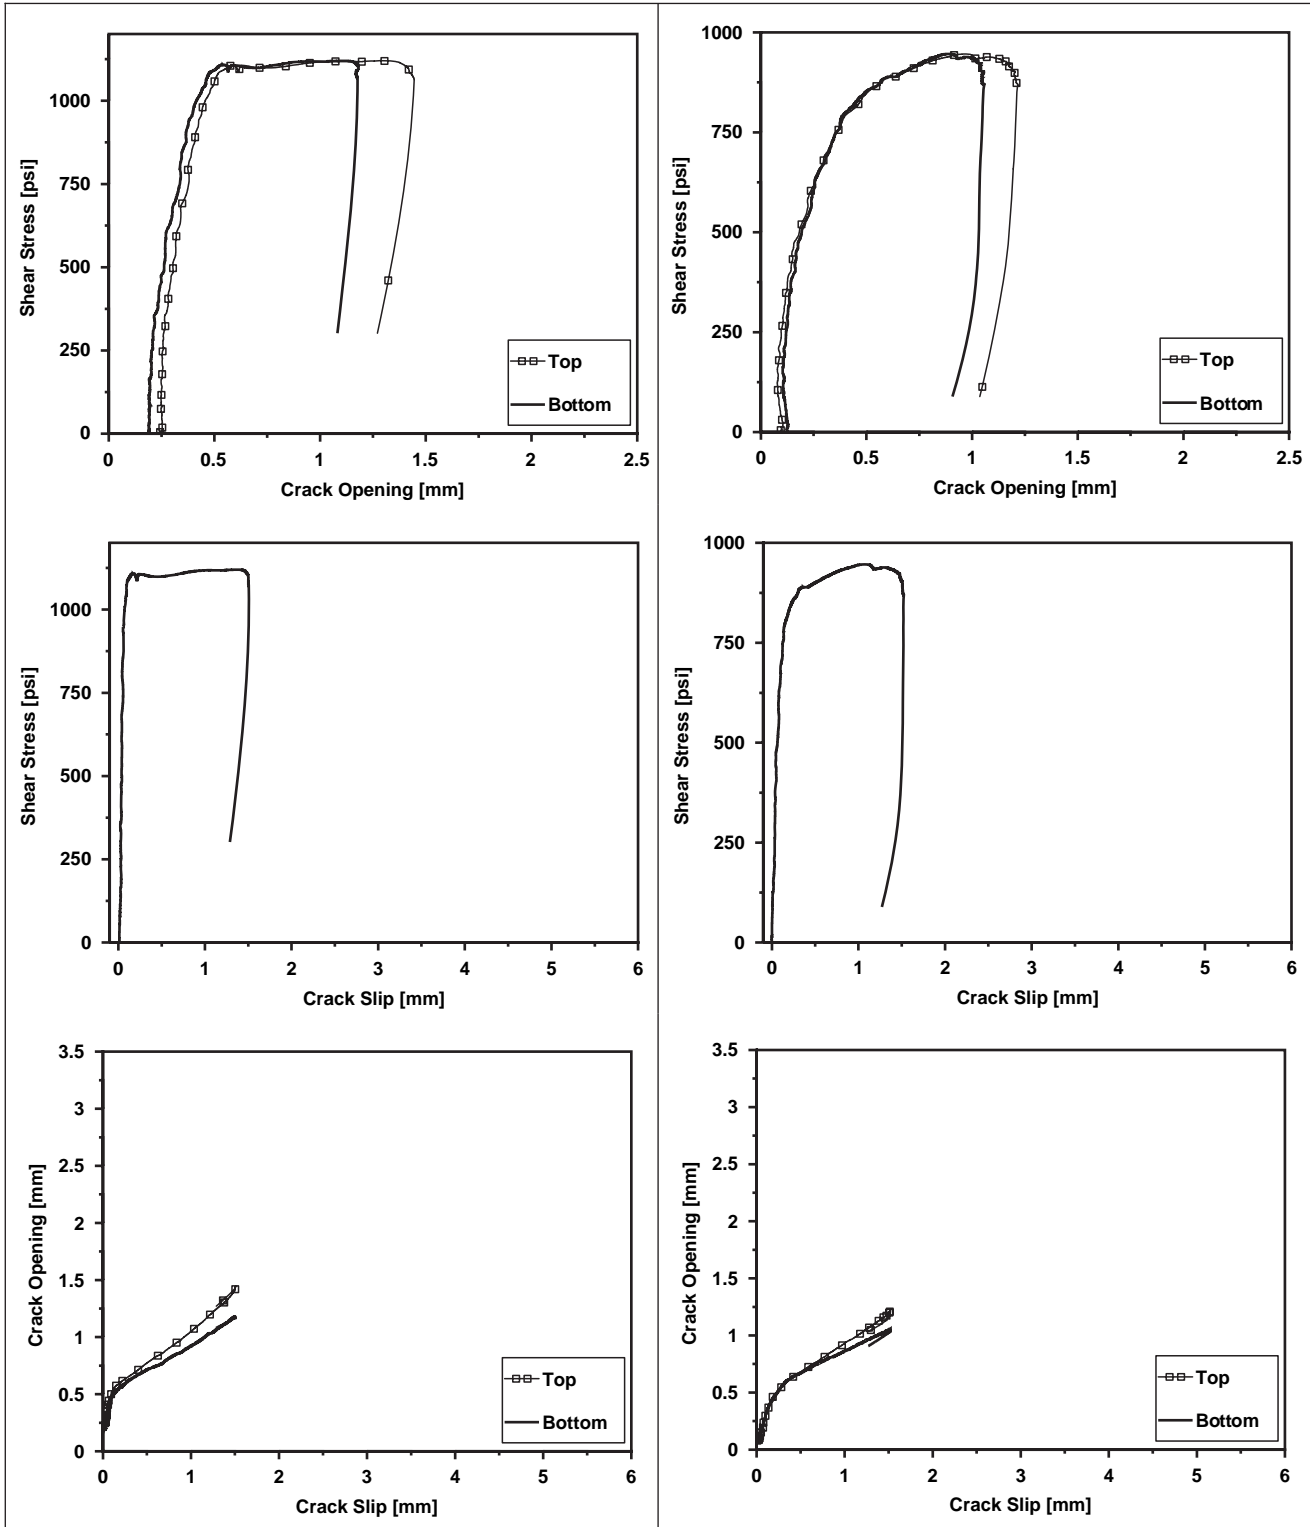 1000
750
500
250
0
Shear Stress [psi]
Top
Bottom
0 0.5 1 1.5 2 2.5
Crack Opening [mm]
1000
750
500
250
0
Shear Stress [psi]
Top
Bottom
0 0.5 1 1.5 2 2.5
Crack Opening [mm]
1000
750
500
250
0
Shear Stress [psi]
0 1 2 3 4 5 6
Crack Slip [mm]
1000
750
500
250
0
Shear Stress [psi]
0 1 2 3 4 5 6
Crack Slip [mm]
3.5
3
2.5
2
1.5
1
0.5
0
Crack Opening [mm]
Top
Bottom
0 1 2 3 4 5 6
Crack Slip [mm]
3.5
3
2.5
2
1.5
1
0.5
0
Crack Opening [mm]
Top
Bottom
0 1 2 3 4 5 6
Crack Slip [mm]